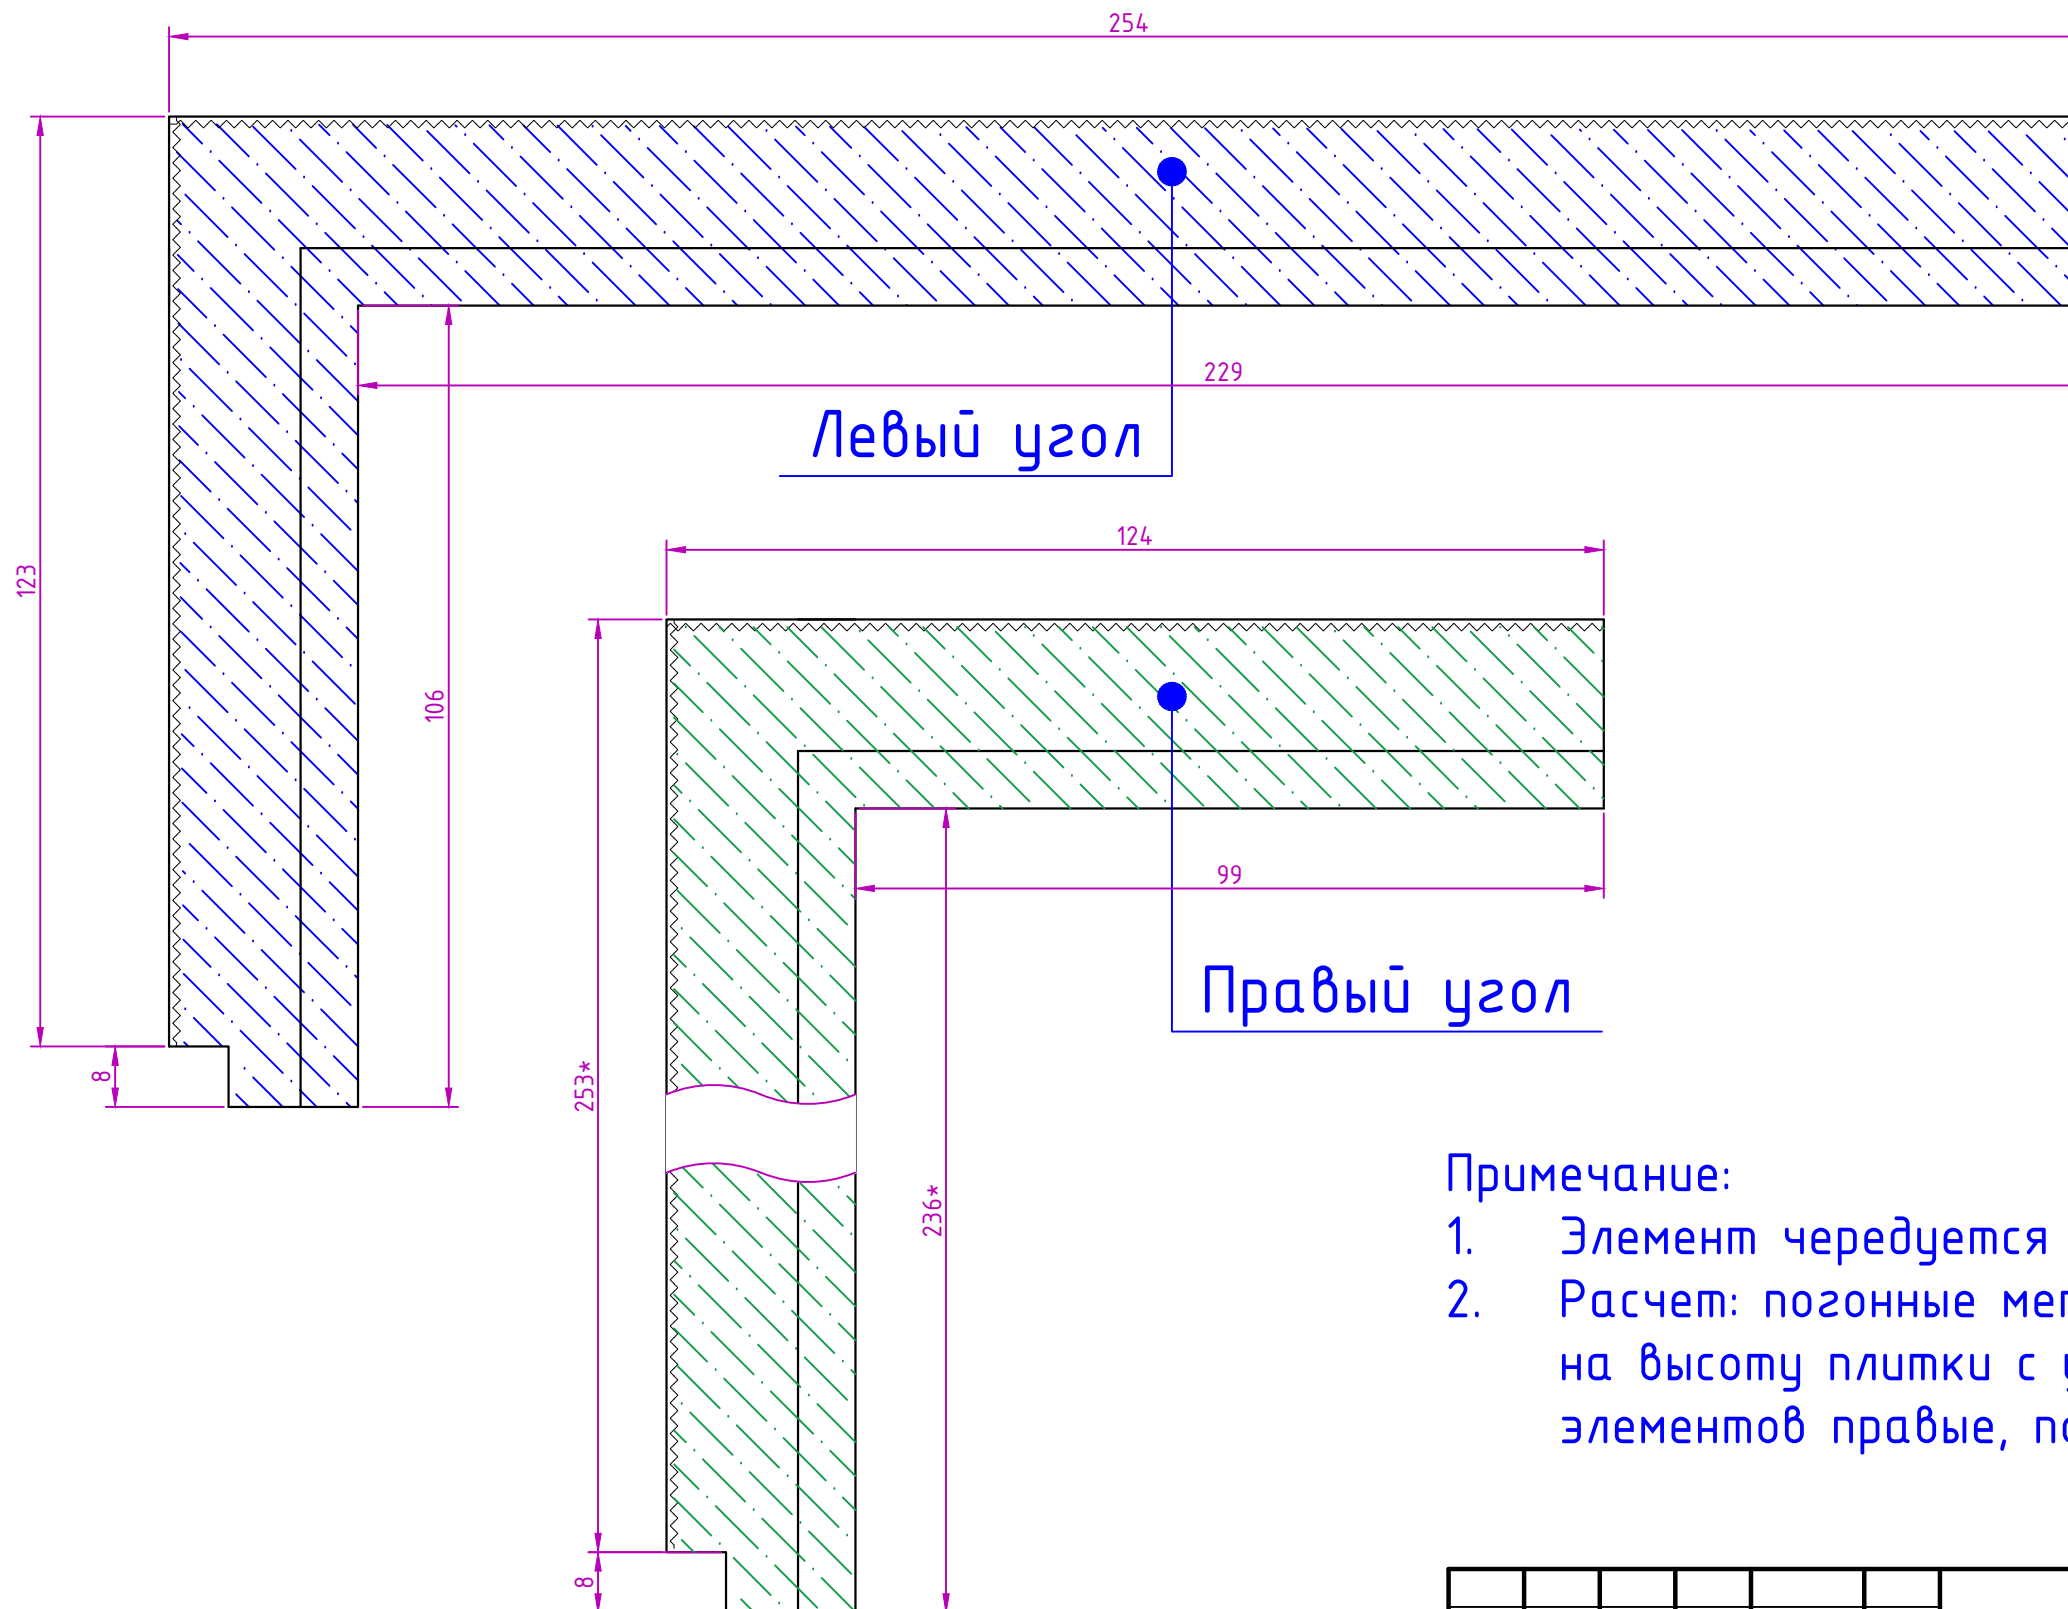 254
229
Левый угол
123
106
8
124
99
Правый угол
253*
236*
8
Примечание:
1. Элемент чередуется
2. Расчет: погонные
на высоту плитки с
элементов правые,